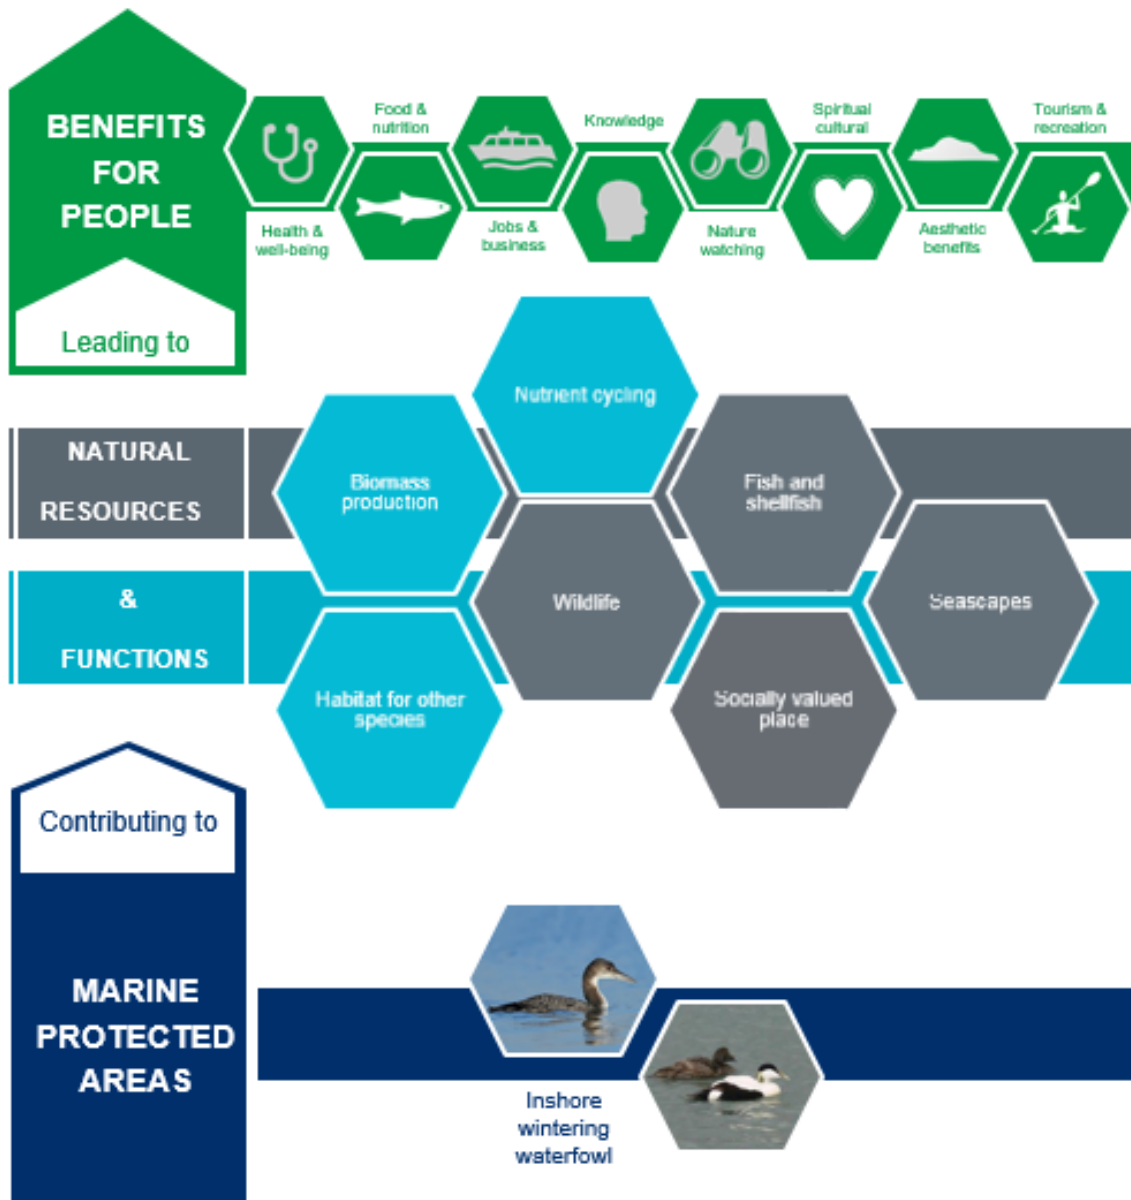 BENEFITS
FOR
PEOPLE
Leading to
Health &
well-being
Food &
nutrition
Jobs &
business
Knowledge
Nature
watching
Spiritual
cultural
Aesthetic
benefits
Tourism &
recreation
NATURAL
RESOURCES
&
FUNCTIONS
Nutrient cycling
Biomass
production
Fish and
shellfish
Wildlife
Seascapes
Habitat for other
species
Socially valued
place
Contributing to
MARINE
PROTECTED
AREAS
Inshore
wintering
waterfowl